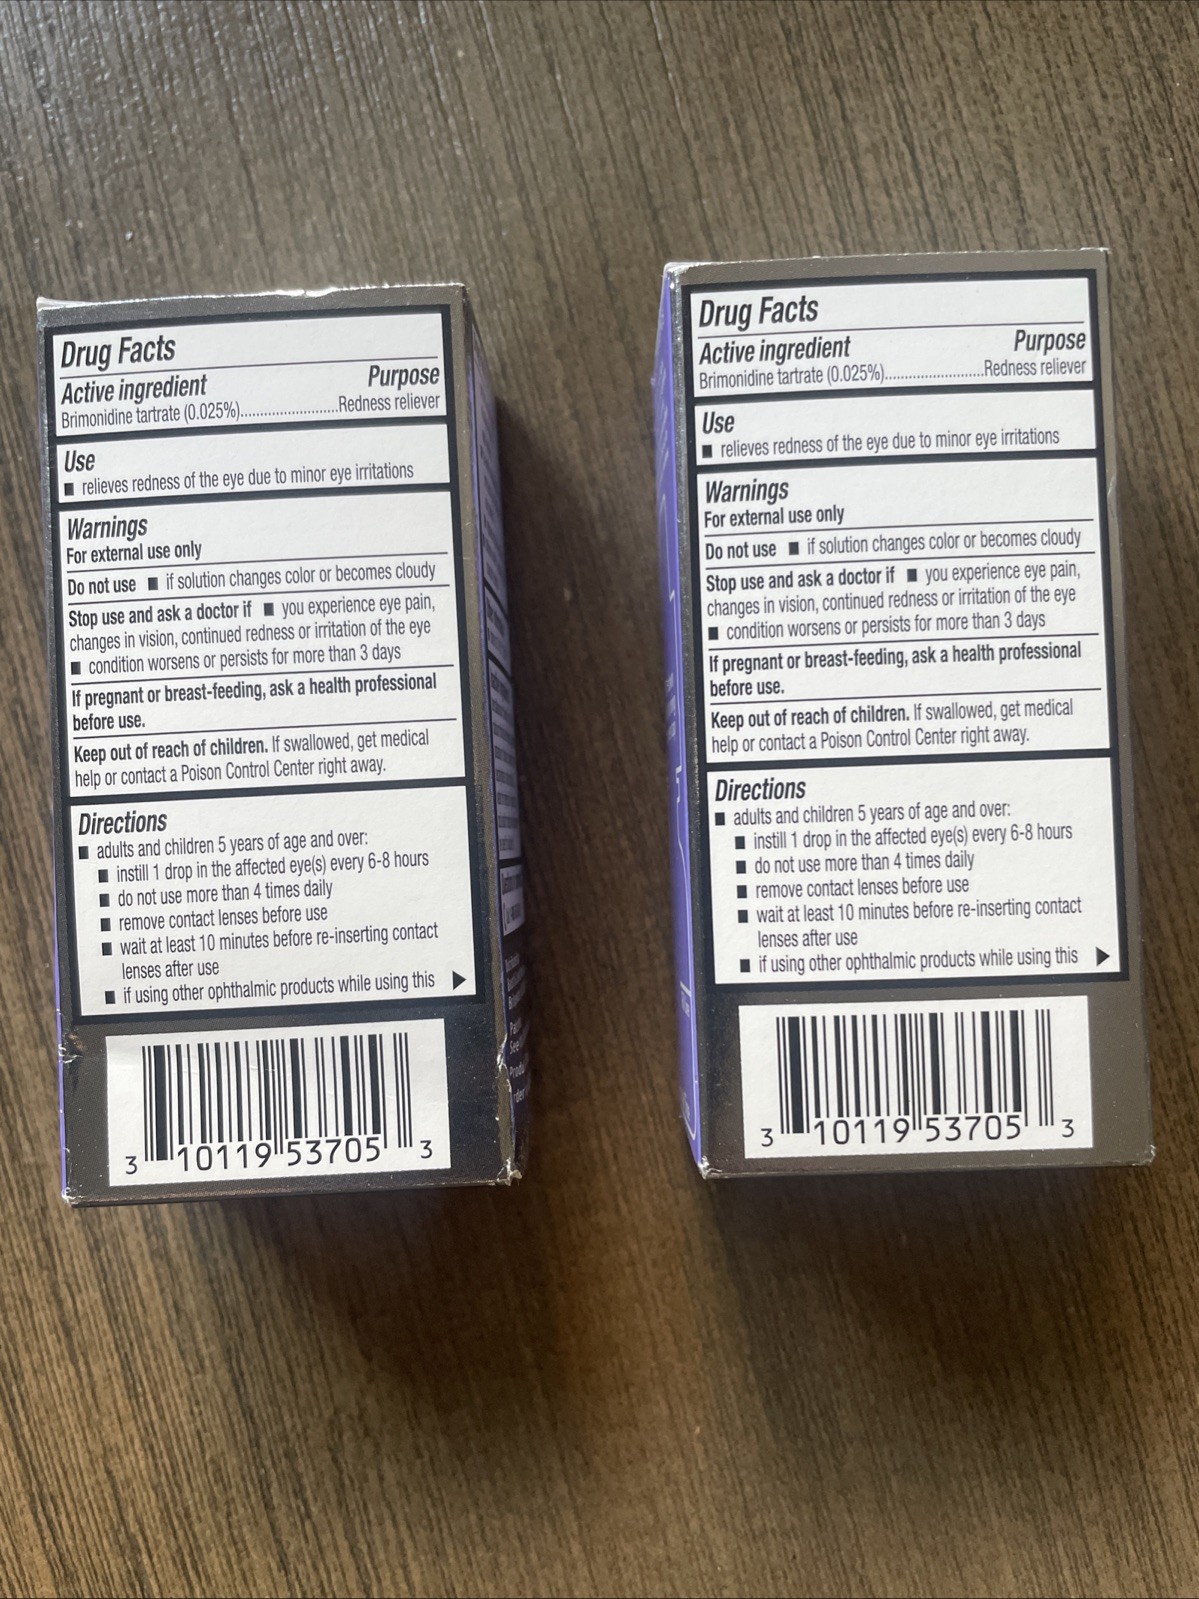 Drug Facts
Active ingredient Purpose
Brimonidine tartrate (0.025%)........................Redness reliever
Use
■ relieves redness of the eye due to minor eye irritations
Warnings
For external use only
Do not use ■ if solution changes color or becomes cloudy
Stop use and ask a doctor if ■ you experience eye pain,
changes in vision, continued redness or irritation of the eye
■ condition worsens or persists for more than 3 days
If pregnant or breast-feeding, ask a health professional
before use.
Keep out of reach of children. If swallowed, get medical
help or contact a Poison Control Center right away.
Directions
■ adults and children 5 years of age and over:
■ instill 1 drop in the affected eye(s) every 6-8 hours
■ do not use more than 4 times daily
■ remove contact lenses before use
■ wait at least 10 minutes before re-inserting contact
lenses after use
■ if using other ophthalmic products while using this ▶
3 10119 53705 3
Drug Facts
Active ingredient Purpose
Brimonidine tartrate (0.025%)........................Redness reliever
Use
■ relieves redness of the eye due to minor eye irritations
Warnings
For external use only
Do not use ■ if solution changes color or becomes cloudy
Stop use and ask a doctor if ■ you experience eye pain,
changes in vision, continued redness or irritation of the eye
■ condition worsens or persists for more than 3 days
If pregnant or breast-feeding, ask a health professional
before use.
Keep out of reach of children. If swallowed, get medical
help or contact a Poison Control Center right away.
Directions
■ adults and children 5 years of age and over:
■ instill 1 drop in the affected eye(s) every 6-8 hours
■ do not use more than 4 times daily
■ remove contact lenses before use
■ wait at least 10 minutes before re-inserting contact
lenses after use
■ if using other ophthalmic products while using this ▶
3 10119 53705 3